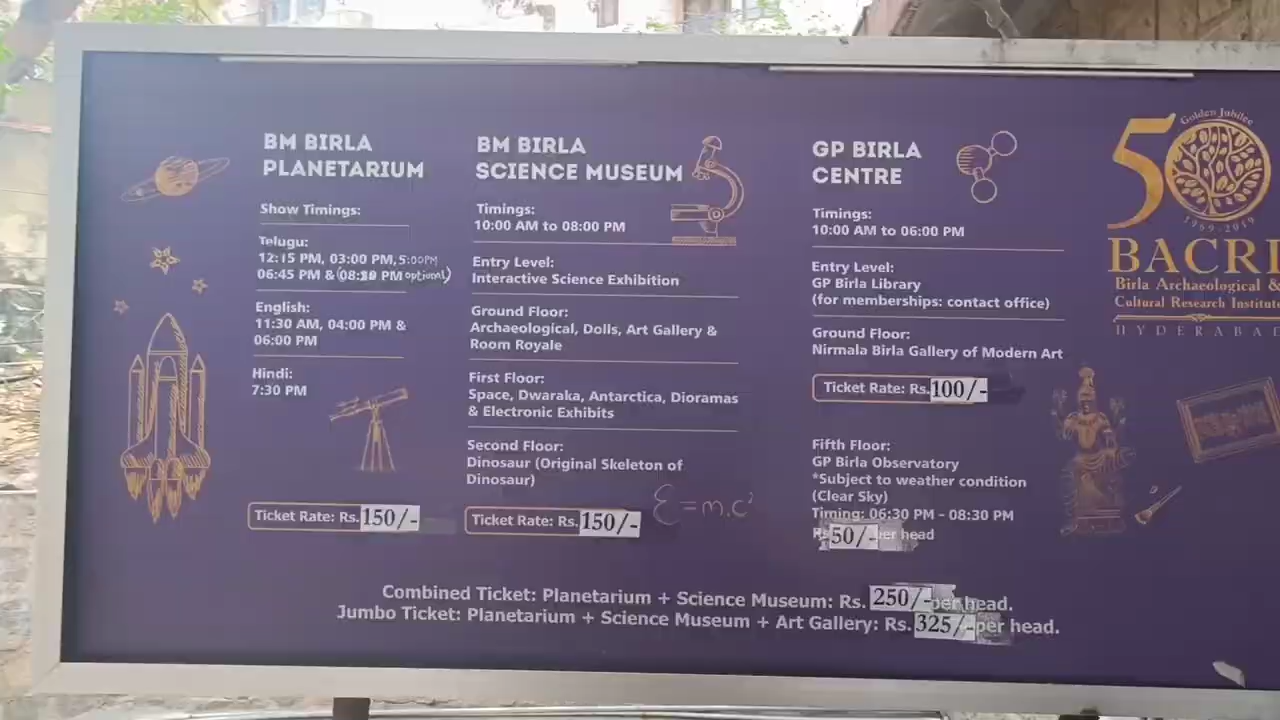 BM BIRLA
PLANETARIUM
Show Timings:
Telugu:
12:15 PM, 03:00 PM, 5:00PM
06:45 PM & (08:30 PM optional)
English:
11:30 AM, 04:00 PM &
06:00 PM
Hindi:
7:30 PM
Ticket Rate: Rs. 150/-
BM BIRLA
SCIENCE MUSEUM
Timings:
10:00 AM to 08:00 PM
Entry Level:
Interactive Science Exhibition
Ground Floor:
Archaeological, Dolls, Art Gallery &
Room Royale
First Floor:
Space, Dwaraka, Antarctica, Dioramas
& Electronic Exhibits
Second Floor:
Dinosaur (Original Skeleton of
Dinosaur)
Ticket Rate: Rs. 150/-
Ɛ=m.c²
GP BIRLA
CENTRE
Timings:
10:00 AM to 06:00 PM
Entry Level:
GP Birla Library
(for memberships: contact office)
Ground Floor:
Nirmala Birla Gallery of Modern Art
Ticket Rate: Rs. 100/-
Fifth Floor:
GP Birla Observatory
*Subject to weather condition
(Clear Sky)
Timing: 06:30 PM - 08:30 PM
50/- per head
Combined Ticket: Planetarium + Science Museum: Rs. 250/- per head.
Jumbo Ticket: Planetarium + Science Museum + Art Gallery: Rs. 325/- per head.
50
Golden Jubilee
1969-2019
BACRI
Birla Archaeological &
Cultural Research Institute
HYDERABAD